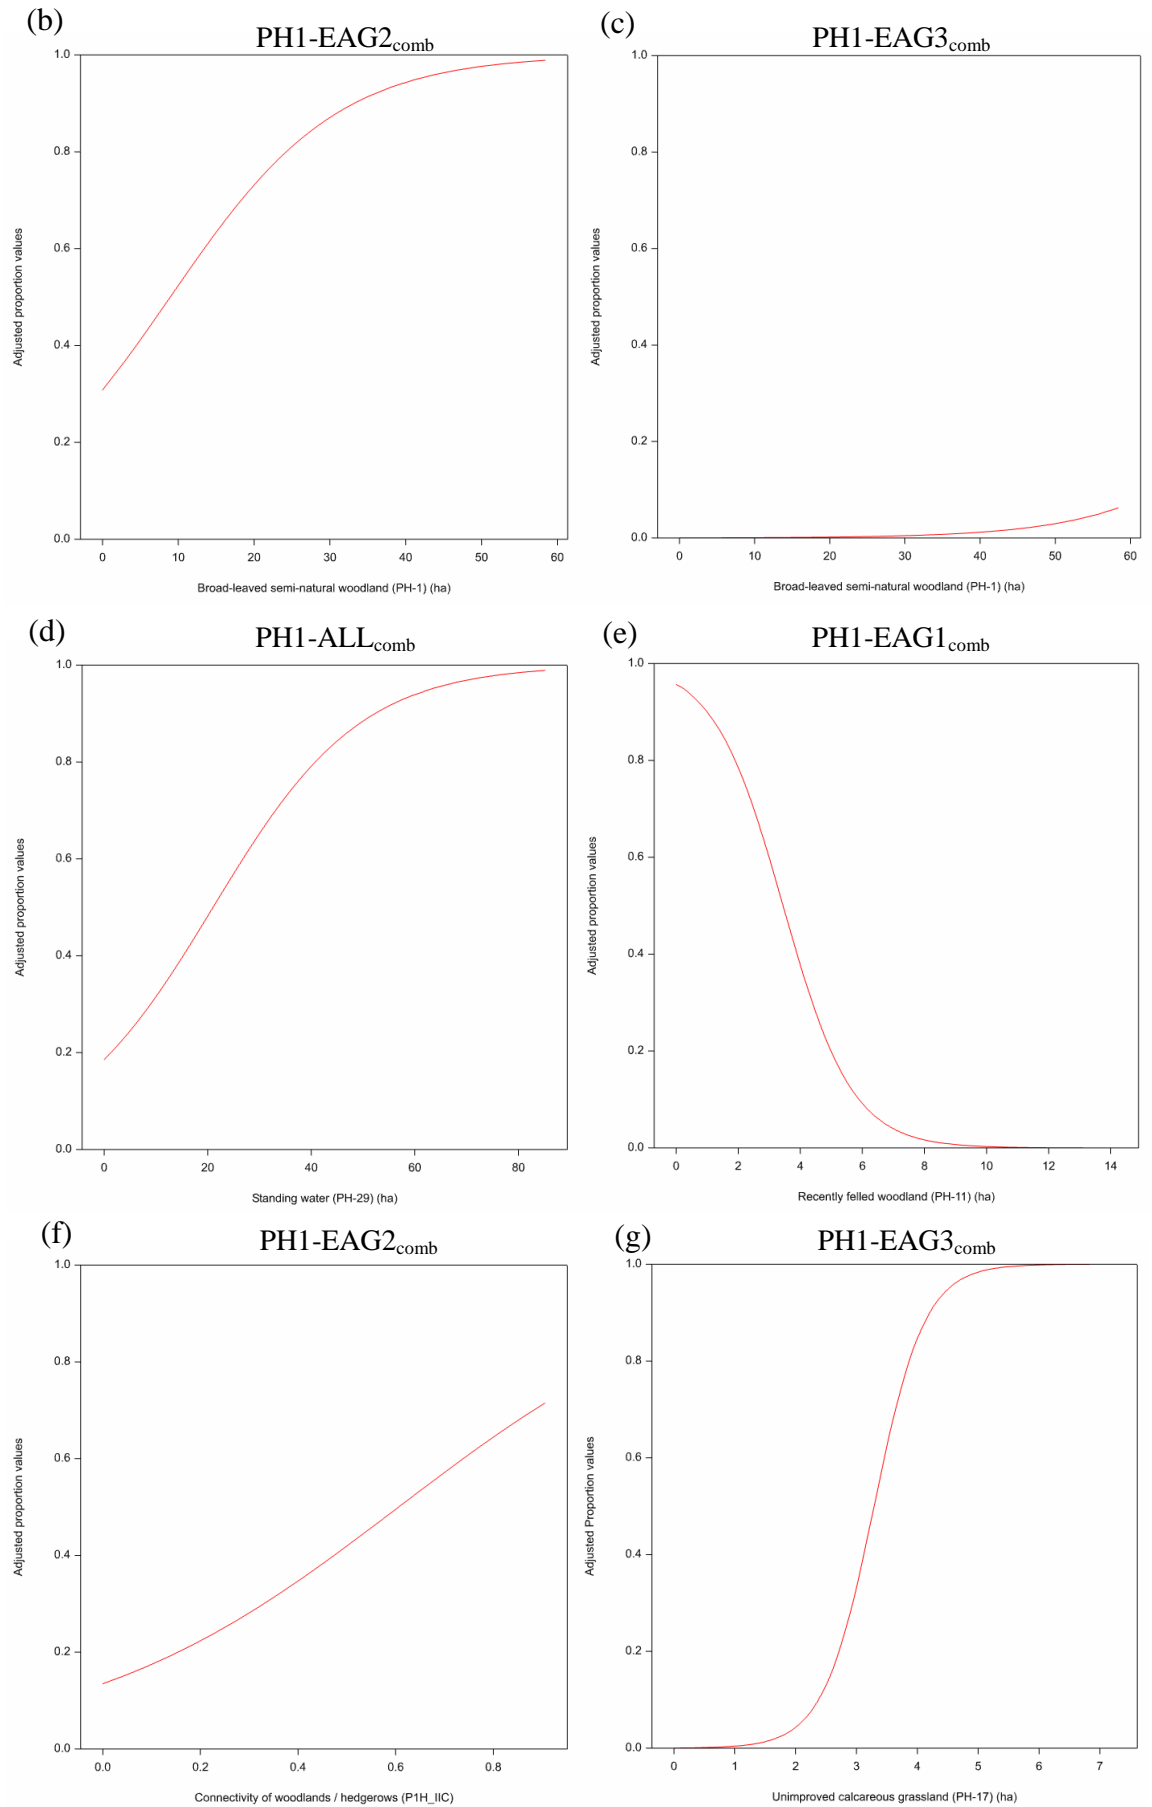 (b)
PH1-EAG2comb
1.0
0.8
0.6
0.4
0.2
0.0
Adjusted proportion values
0 10 20 30 40 50 60
Broad-leaved semi-natural woodland (PH-1) (ha)
(c)
PH1-EAG3comb
1.0
0.8
0.6
0.4
0.2
0.0
Adjusted proportion values
0 10 20 30 40 50 60
Broad-leaved semi-natural woodland (PH-1) (ha)
(d)
PH1-ALLcomb
1.0
0.8
0.6
0.4
0.2
0.0
Adjusted proportion values
0 20 40 60 80
Standing water (PH-29) (ha)
(e)
PH1-EAG1comb
1.0
0.8
0.6
0.4
0.2
0.0
Adjusted proportion values
0 2 4 6 8 10 12 14
Recently felled woodland (PH-11) (ha)
(f)
PH1-EAG2comb
1.0
0.8
0.6
0.4
0.2
0.0
Adjusted proportion values
0.0 0.2 0.4 0.6 0.8
Connectivity of woodlands / hedgerows (P1H_IIC)
(g)
PH1-EAG3comb
1.0
0.8
0.6
0.4
0.2
0.0
Adjusted Proportion values
0 1 2 3 4 5 6 7
Unimproved calcareous grassland (PH-17) (ha)